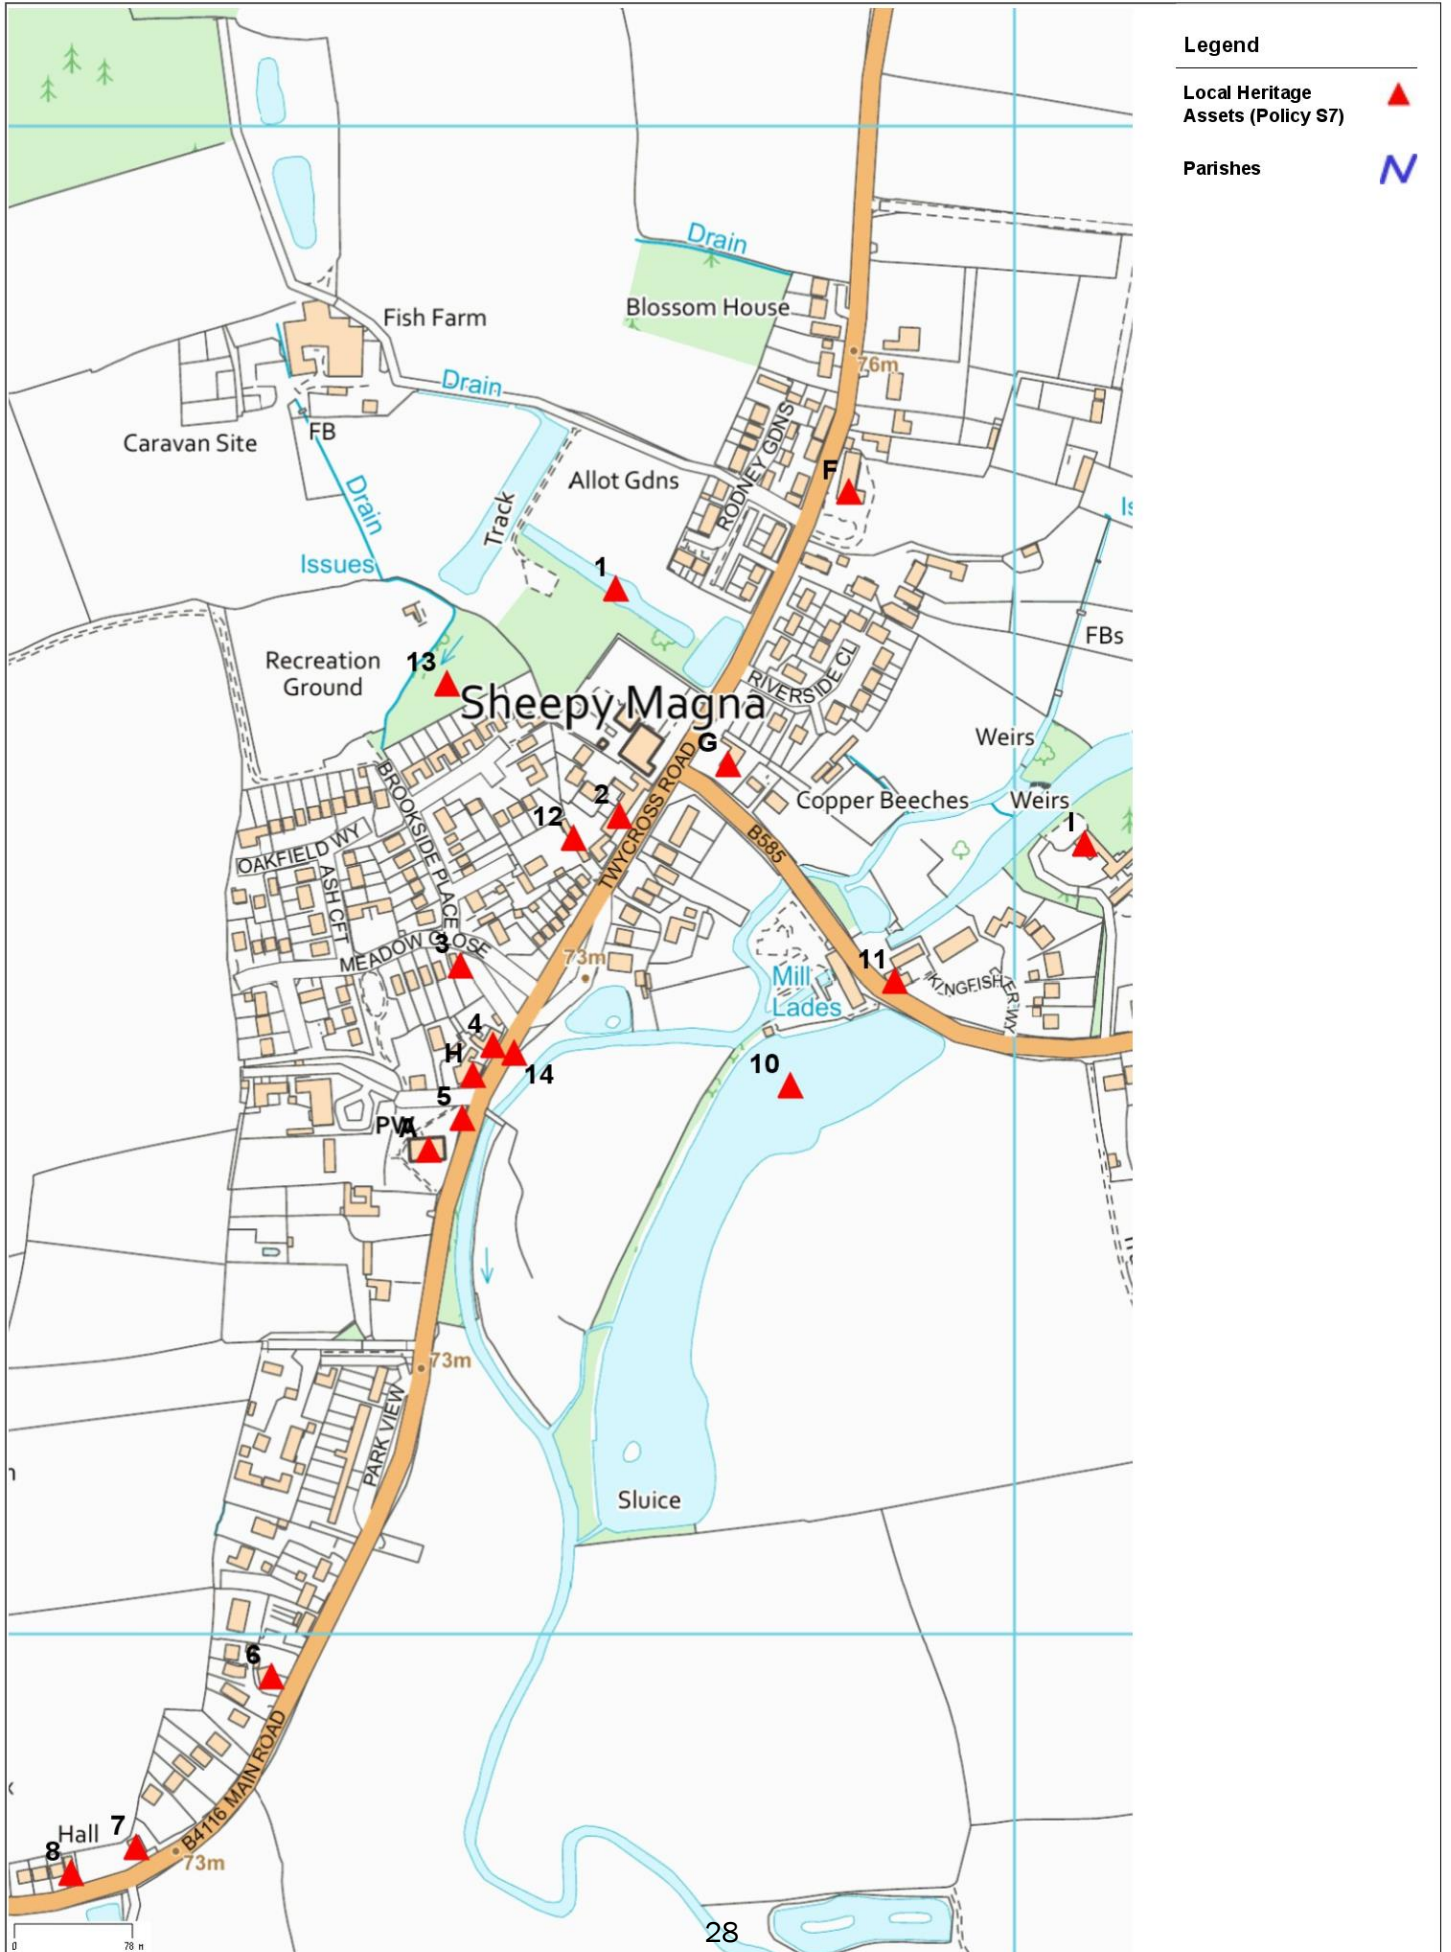 Legend
Local Heritage
Assets (Policy S7)
Parishes
Drain
Blossom House
Fish Farm
76m
Drain
Caravan Site
FB
RODNEY GDNS
F
Allot Gdns
Drain
Track
Issues
1
FBs
Recreation
Ground
13
RIVERSIDE CL
Sheepy Magna
G
Weirs
2
Copper Beeches
Weirs
12
I
TWYCROSS ROAD
B585
BROOKSIDE PLACE
OAKFIELD WY
ASH CFT
MEADOW CLOSE
3
73m
11
Mill
Lades
KINGFISHER WY
4
H
14
10
5
PW
A
73m
PARK VIEW
Sluice
6
B4116 MAIN ROAD
7
Hall
8
73m
28
0
78 M